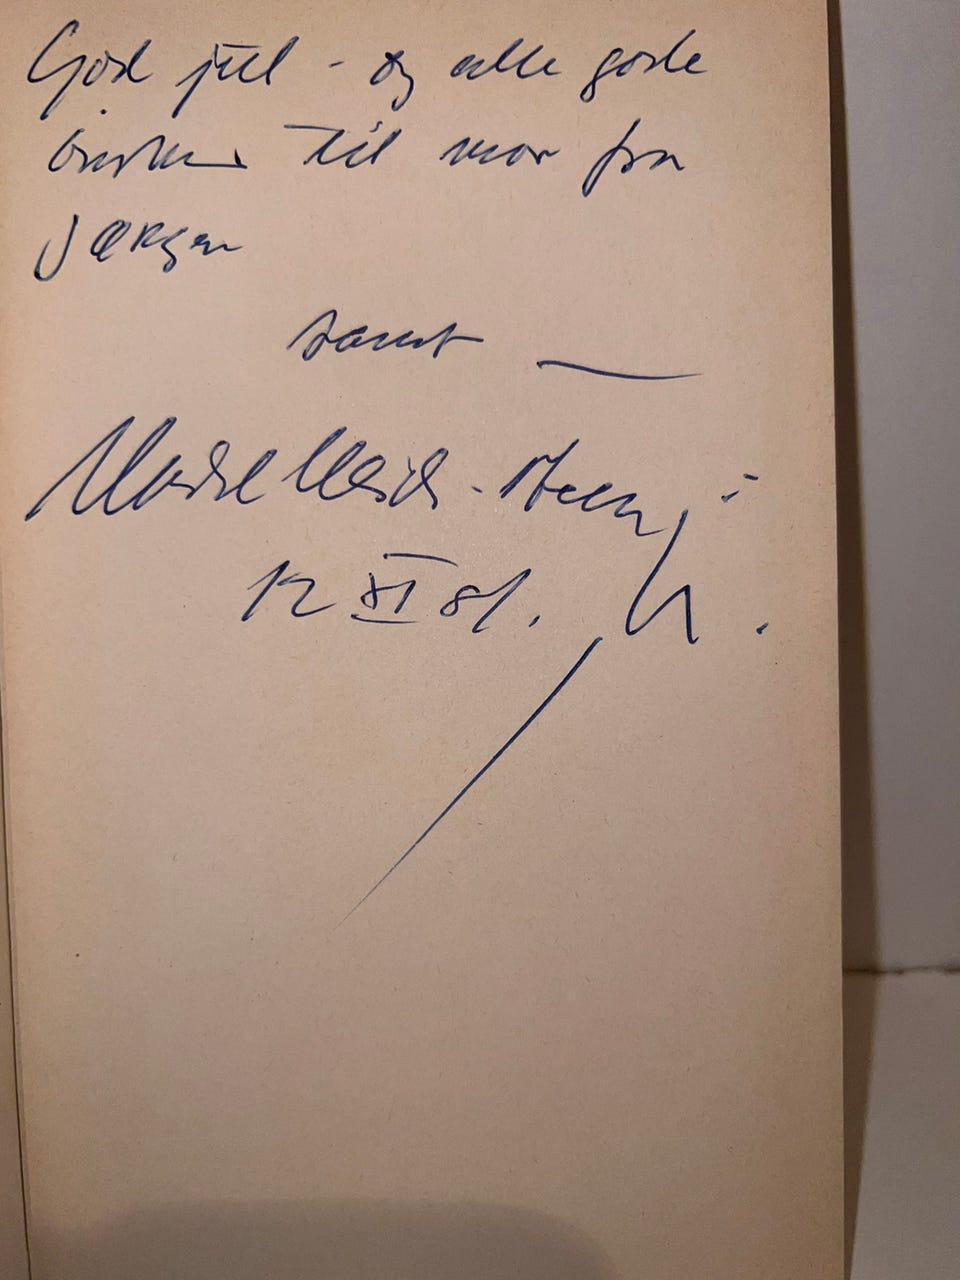 God jul - og alle gode
ønsker til mor fra
Jørgen
samt —
12 XI 81.